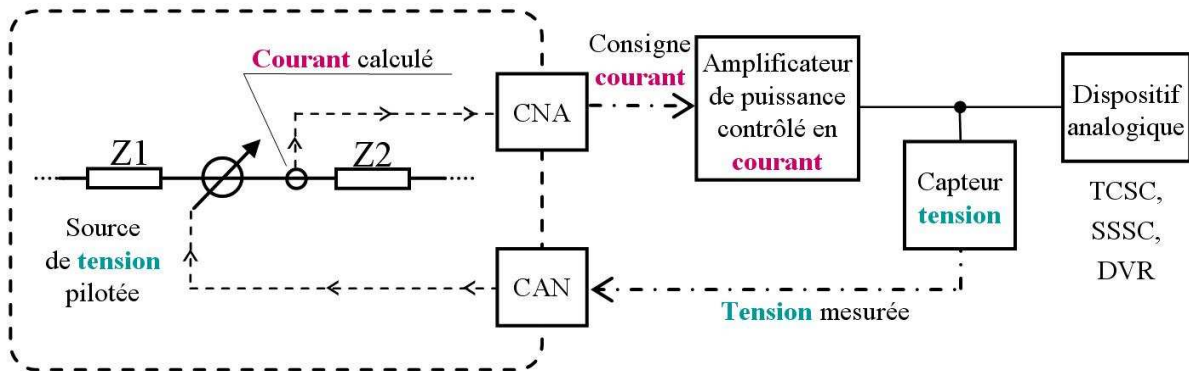 Courant calculé
Z1
Z2
Source
de tension
pilotée
CNA
CAN
Consigne
courant
Amplificateur
de puissance
contrôlé en
courant
Capteur
tension
Tension mesurée
Dispositif
analogique
TCSC,
SSSC,
DVR